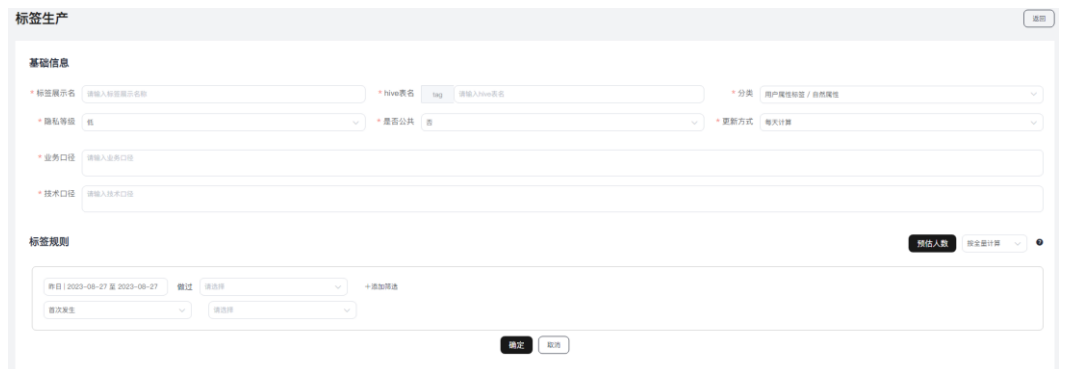 标签生产 返回
基础信息
* 标签展示名 请输入标签展示名称 * hive表名 tag 请输入hive表名 * 分类 用户属性标签 / 自然属性
* 隐私等级 低 * 是否公共 否 * 更新方式 每天计算
* 业务口径 请输入业务口径
* 技术口径 请输入技术口径
标签规则 预估人数 按全量计算
昨日 | 2023-08-27 至 2023-08-27 做过 请选择 +添加筛选
首次发生 请选择
确定 取消